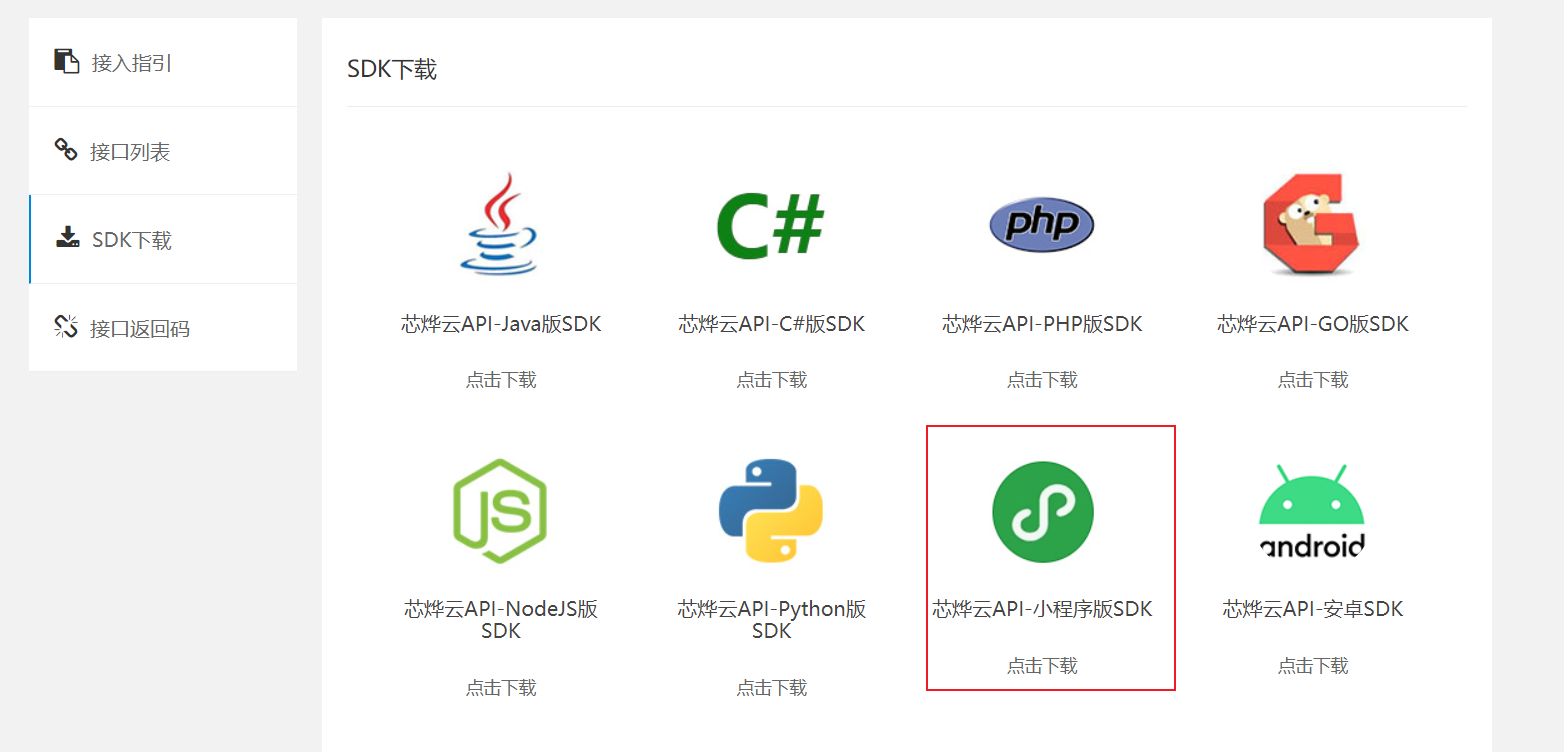 接入指引
接口列表
SDK下载
接口返回码
SDK下载
C#
php
芯烨云API-Java版SDK
芯烨云API-C#版SDK
芯烨云API-PHP版SDK
芯烨云API-GO版SDK
点击下载
点击下载
点击下载
点击下载
JS
android
芯烨云API-NodeJS版
SDK
芯烨云API-Python版
SDK
芯烨云API-小程序版SDK
芯烨云API-安卓SDK
点击下载
点击下载
点击下载
点击下载